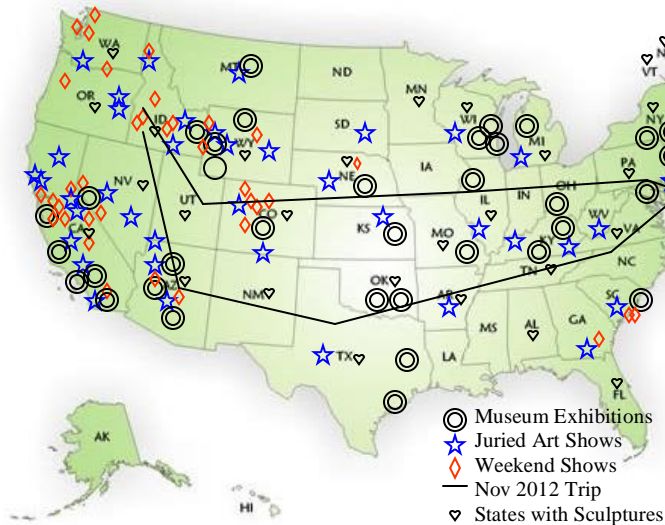 WA
MT
ND
MN
VT
N
OR
ID
WY
SD
WI
MI
NY
NV
UT
NE
IA
PA
CA
CO
KS
MO
IL
IN
OH
WV
VA
KY
AZ
NM
OK
AR
TN
NC
SC
TX
LA
MS
AL
GA
FL
AK
HI
Museum Exhibitions
Juried Art Shows
Weekend Shows
Nov 2012 Trip
States with Sculptures